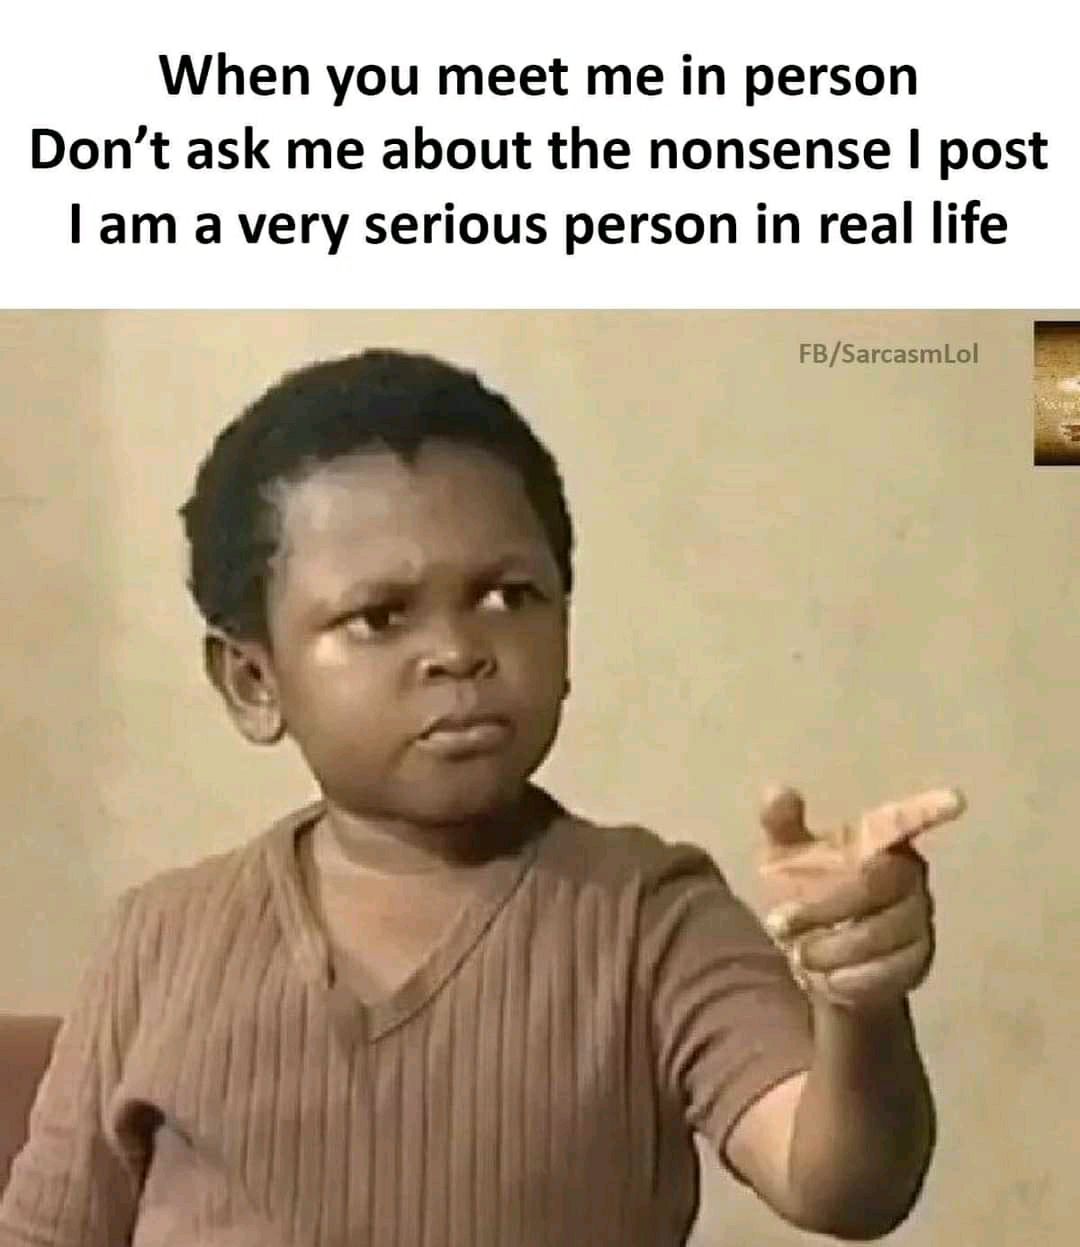 When you meet me in person
Don't ask me about the nonsense I post
I am a very serious person in real life
FB/SarcasmLol